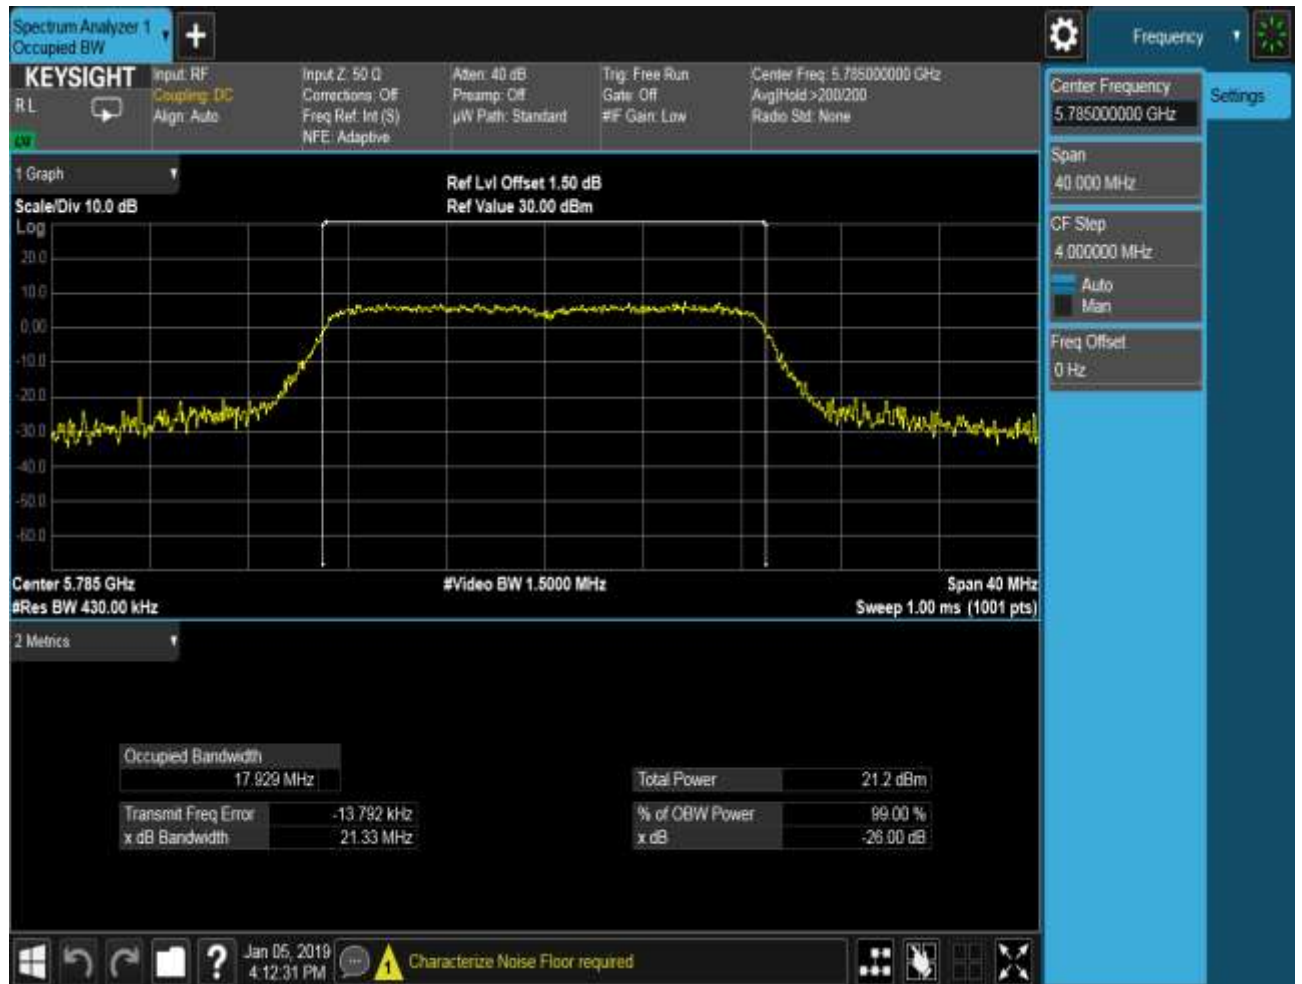 Spectrum Analyzer 1
Occupied BW
Frequency
KEYSIGHT
R L
Input: RF
Coupling: DC
Align: Auto
Input Z: 50 Ω
Corrections: Off
Freq Ref: Int (S)
NFE: Adaptive
Atten: 40 dB
Preamp: Off
µW Path: Standard
Trig: Free Run
Gate: Off
#IF Gain: Low
Center Freq: 5.785000000 GHz
Avg|Hold:>200/200
Radio Std: None
Center Frequency
5.785000000 GHz
Settings
Span
40.000 MHz
CF Step
4.000000 MHz
Auto
Man
Freq Offset
0 Hz
1 Graph
Scale/Div 10.0 dB
Ref Lvl Offset 1.50 dB
Ref Value 30.00 dBm
Log
20.0
10.0
0.00
-10.0
-20.0
-30.0
-40.0
-50.0
-60.0
Center 5.785 GHz
#Video BW 1.5000 MHz
Span 40 MHz
#Res BW 430.00 kHz
Sweep 1.00 ms (1001 pts)
2 Metrics
Occupied Bandwidth
17.929 MHz
Total Power 21.2 dBm
Transmit Freq Error -13.792 kHz
% of OBW Power 99.00 %
x dB Bandwidth 21.33 MHz
x dB -26.00 dB
?
Jan 05, 2019
4:12:31 PM
1
Characterize Noise Floor required